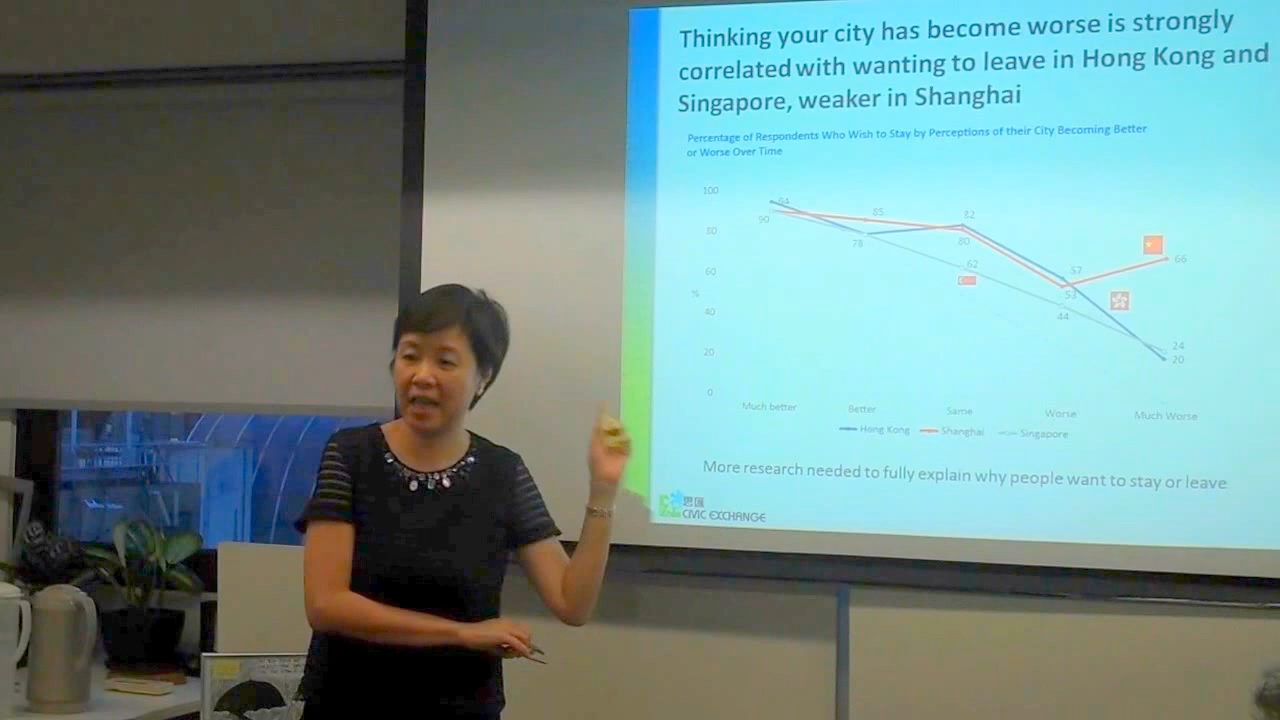 Thinking your city has become worse is strongly
correlated with wanting to leave in Hong Kong and
Singapore, weaker in Shanghai
Percentage of Respondents Who Wish to Stay by Perceptions of their City Becoming Better
or Worse Over Time
100
80
60
%
40
20
0
94
90
85
78
82
80
62
57
53
44
66
24
20
Much better
Better
Same
Worse
Much Worse
Hong Kong
Shanghai
Singapore
More research needed to fully explain why people want to stay or leave
思匯
CIVIC EXCHANGE